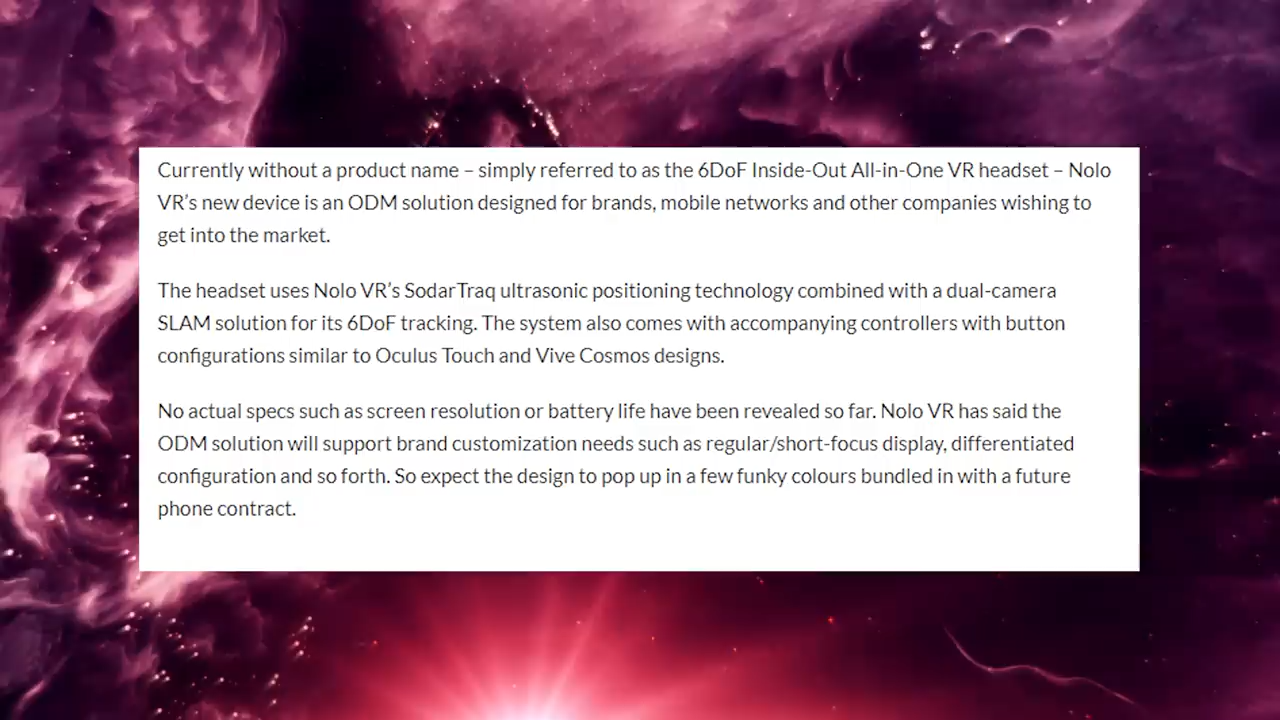 Currently without a product name – simply referred to as the 6DoF Inside-Out All-in-One VR headset – Nolo
VR’s new device is an ODM solution designed for brands, mobile networks and other companies wishing to
get into the market.
The headset uses Nolo VR’s SodarTraq ultrasonic positioning technology combined with a dual-camera
SLAM solution for its 6DoF tracking. The system also comes with accompanying controllers with button
configurations similar to Oculus Touch and Vive Cosmos designs.
No actual specs such as screen resolution or battery life have been revealed so far. Nolo VR has said the
ODM solution will support brand customization needs such as regular/short-focus display, differentiated
configuration and so forth. So expect the design to pop up in a few funky colours bundled in with a future
phone contract.